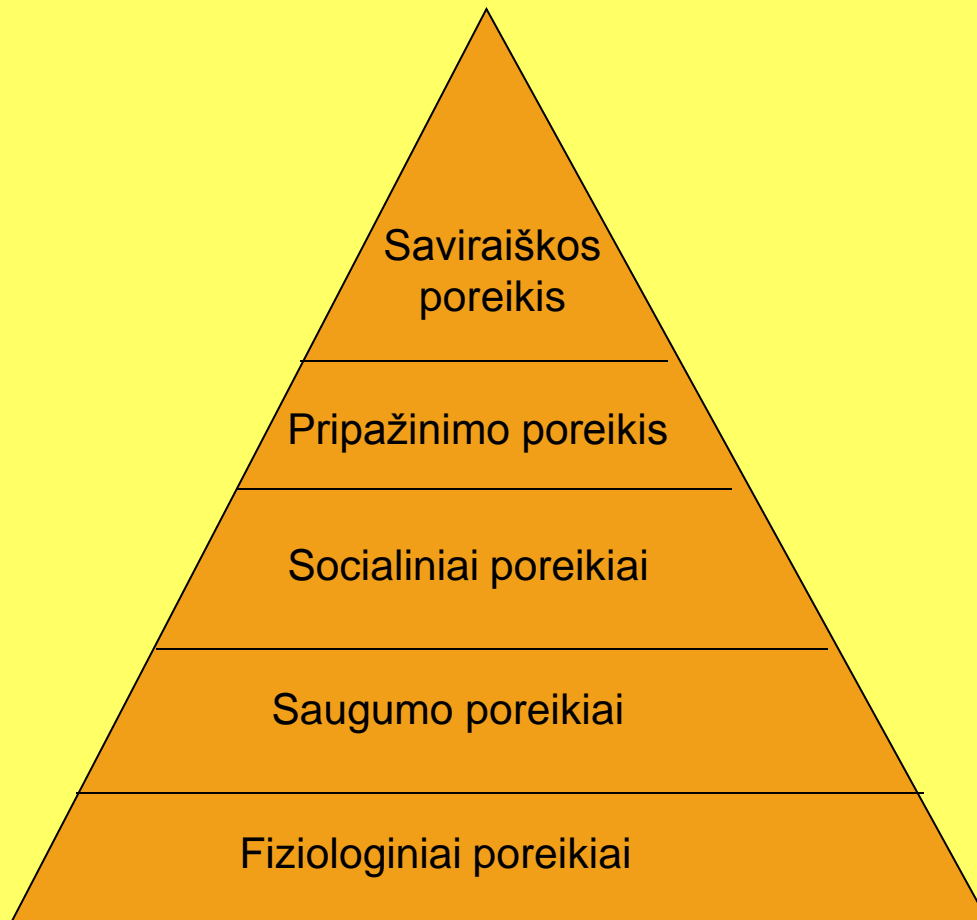 Saviraiškos
poreikis
Pripažinimo poreikis
Socialiniai poreikiai
Saugumo poreikiai
Fiziologiniai poreikiai